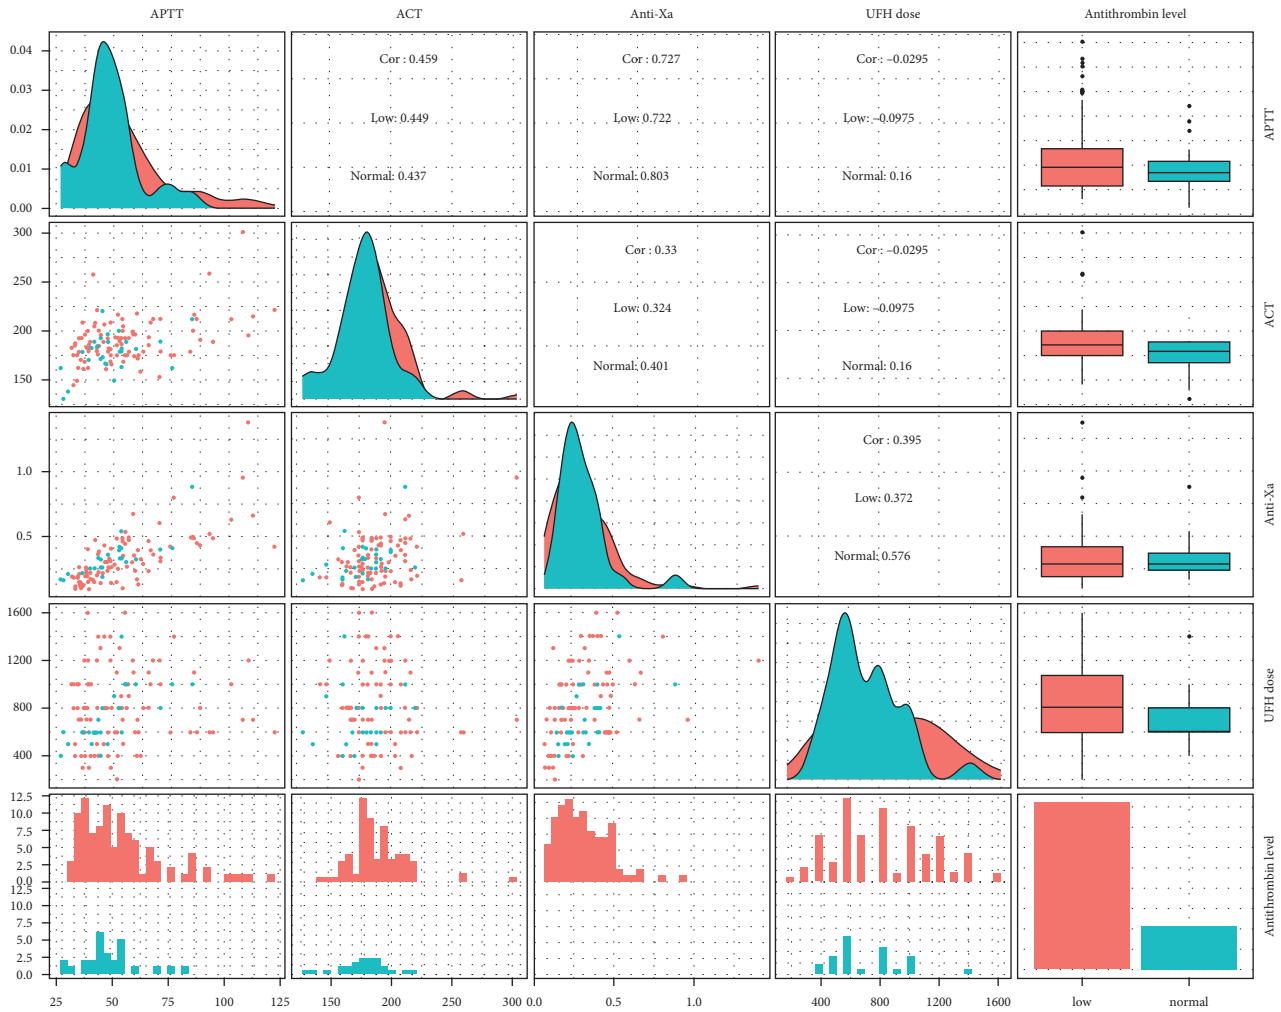 APTT ACT Anti-Xa UFH dose Antithrombin level
0.04
0.03
0.02
0.01
0.00
Cor : 0.459
Low: 0.449
Normal: 0.437
Cor : 0.727
Low: 0.722
Normal: 0.803
Cor : –0.0295
Low: –0.0975
Normal: 0.16
APTT
300
250
200
150
Cor : 0.33
Low: 0.324
Normal: 0.401
Cor : –0.0295
Low: –0.0975
Normal: 0.16
ACT
1.0
0.5
Cor : 0.395
Low: 0.372
Normal: 0.576
Anti-Xa
1600
1200
800
400
UFH dose
12.5
10.0
7.5
5.0
2.5
0.0
12.5
10.0
7.5
5.0
2.5
0.0
Antithrombin level
25 50 75 100 125 150 200 250 300 0.0 0.5 1.0 400 800 1200 1600 low normal